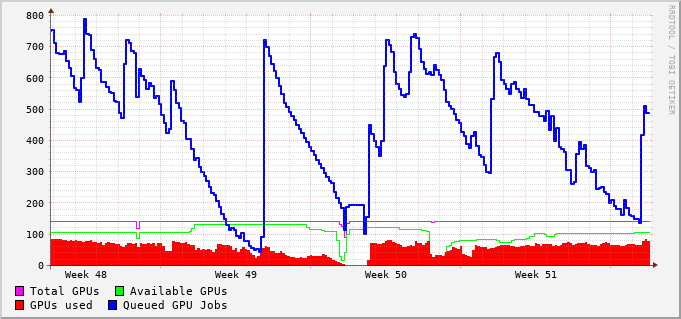 800
700
600
500
400
300
200
100
0
Week 48 Week 49 Week 50 Week 51
Total GPUs Available GPUs
GPUs used Queued GPU Jobs
RRDTOOL / TOBI OETIKER